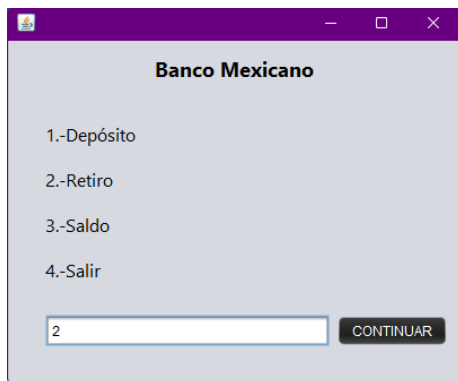 Banco Mexicano
1.-Depósito
2.-Retiro
3.-Saldo
4.-Salir
2
CONTINUAR